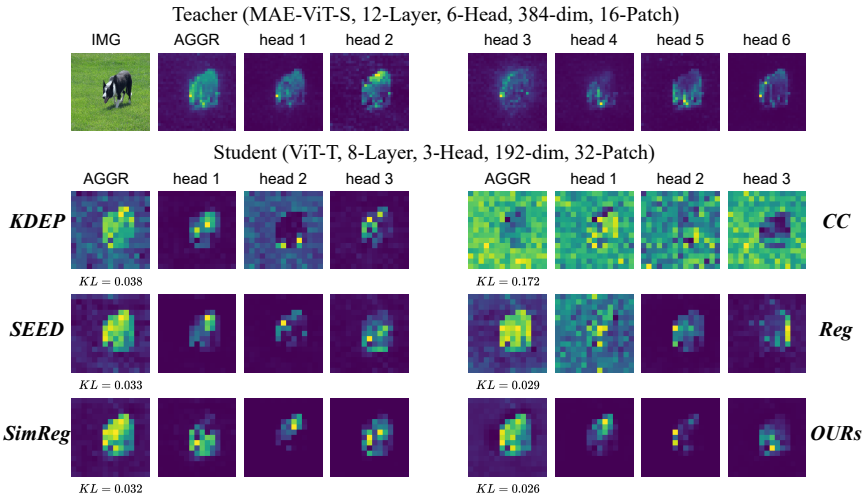 Teacher (MAE-ViT-S, 12-Layer, 6-Head, 384-dim, 16-Patch)
IMG AGGR head 1 head 2 head 3 head 4 head 5 head 6
Student (ViT-T, 8-Layer, 3-Head, 192-dim, 32-Patch)
AGGR head 1 head 2 head 3 AGGR head 1 head 2 head 3
KDEP CC
KL = 0.038 KL = 0.172
SEED Reg
KL = 0.033 KL = 0.029
SimReg OURs
KL = 0.032 KL = 0.026